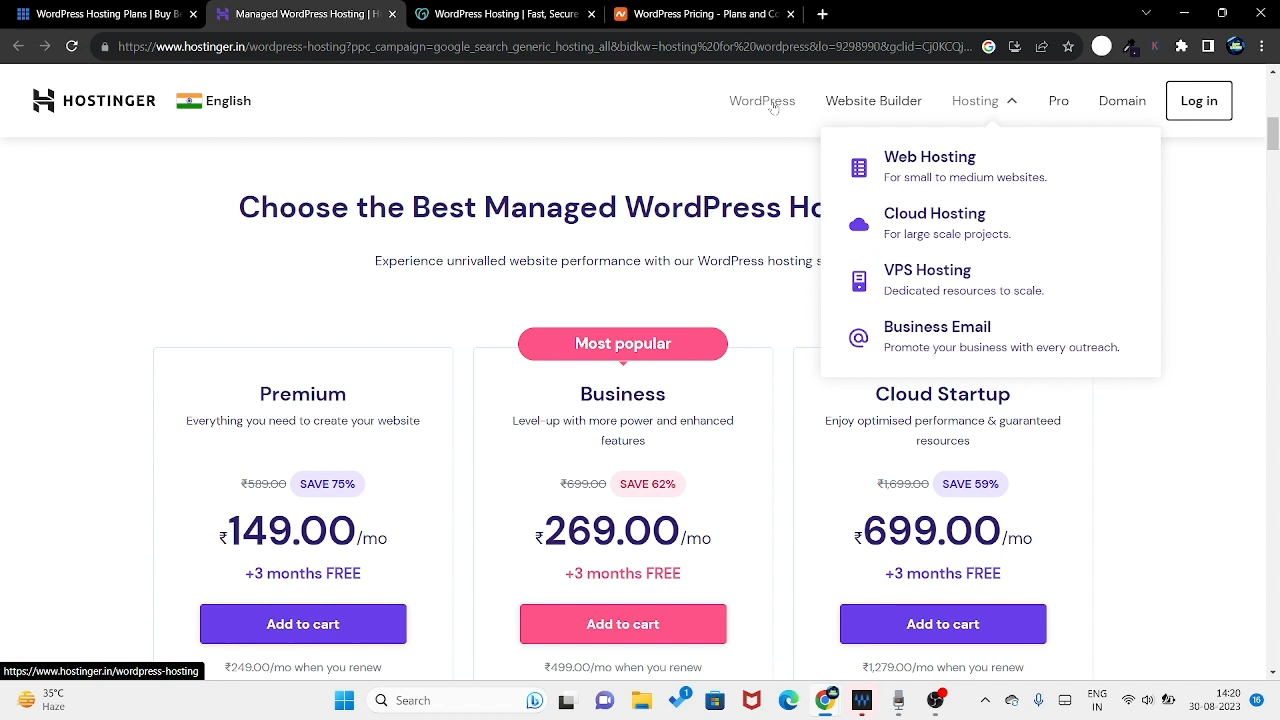 WordPress Hosting Plans | Buy B
Managed WordPress Hosting | H
WordPress Hosting | Fast, Secure
WordPress Pricing - Plans and Co
https://www.hostinger.in/wordpress-hosting?ppc_campaign=google_search_generic_hosting_all&bidkw=hosting%20for%20wordpress&lo=9298990&gclid=Cj0KCQj...
HOSTINGER
English
WordPress
Website Builder
Hosting
Pro
Domain
Log in
Web Hosting
For small to medium websites.
Cloud Hosting
For large scale projects.
VPS Hosting
Dedicated resources to scale.
Business Email
Promote your business with every outreach.
Choose the Best Managed WordPress Ho
Experience unrivalled website performance with our WordPress hosting s
Premium
Everything you need to create your website
₹589.00 SAVE 75%
₹149.00/mo
+3 months FREE
Add to cart
₹249.00/mo when you renew
Most popular
Business
Level-up with more power and enhanced
features
₹699.00 SAVE 62%
₹269.00/mo
+3 months FREE
Add to cart
₹499.00/mo when you renew
Cloud Startup
Enjoy optimised performance & guaranteed
resources
₹1,699.00 SAVE 59%
₹699.00/mo
+3 months FREE
Add to cart
₹1,279.00/mo when you renew
https://www.hostinger.in/wordpress-hosting
35°C
Haze
Search
1
ENG
IN
14:20
30-08-2023
16